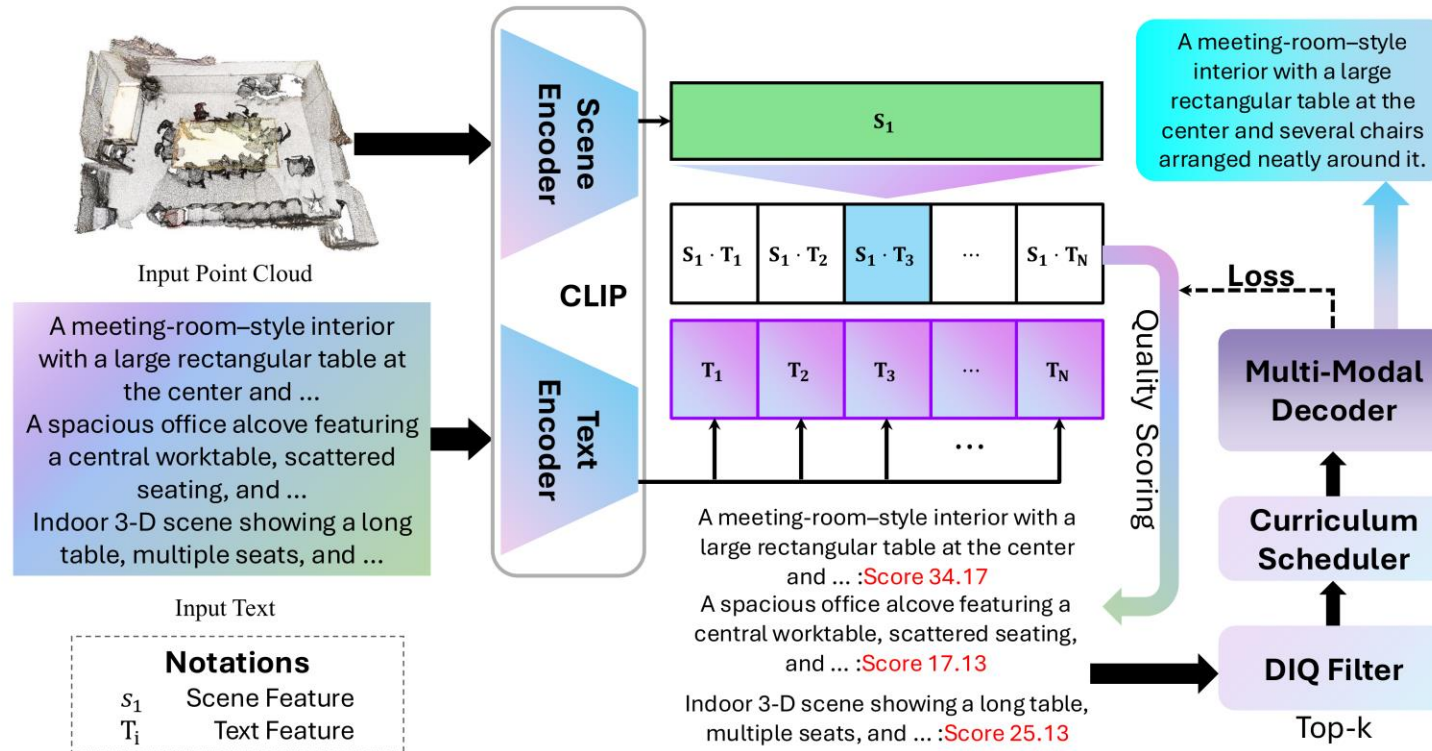 Input Point Cloud
A meeting-room–style interior
with a large rectangular table at
the center and ...
A spacious office alcove featuring
a central worktable, scattered
seating, and ...
Indoor 3-D scene showing a long
table, multiple seats, and ...
Input Text
Notations
s₁ Scene Feature
Tᵢ Text Feature
Scene
Encoder
CLIP
Text
Encoder
S₁
S₁ · T₁ S₁ · T₂ S₁ · T₃ ... S₁ · T_N
T₁ T₂ T₃ ... T_N
...
Quality Scoring
A meeting-room–style interior with a
large rectangular table at the center
and ... :Score 34.17
A spacious office alcove featuring a
central worktable, scattered seating,
and ... :Score 17.13
Indoor 3-D scene showing a long table,
multiple seats, and ... :Score 25.13
A meeting-room–style
interior with a large
rectangular table at the
center and several chairs
arranged neatly around it.
Loss
Multi-Modal
Decoder
Curriculum
Scheduler
DIQ Filter
Top-k